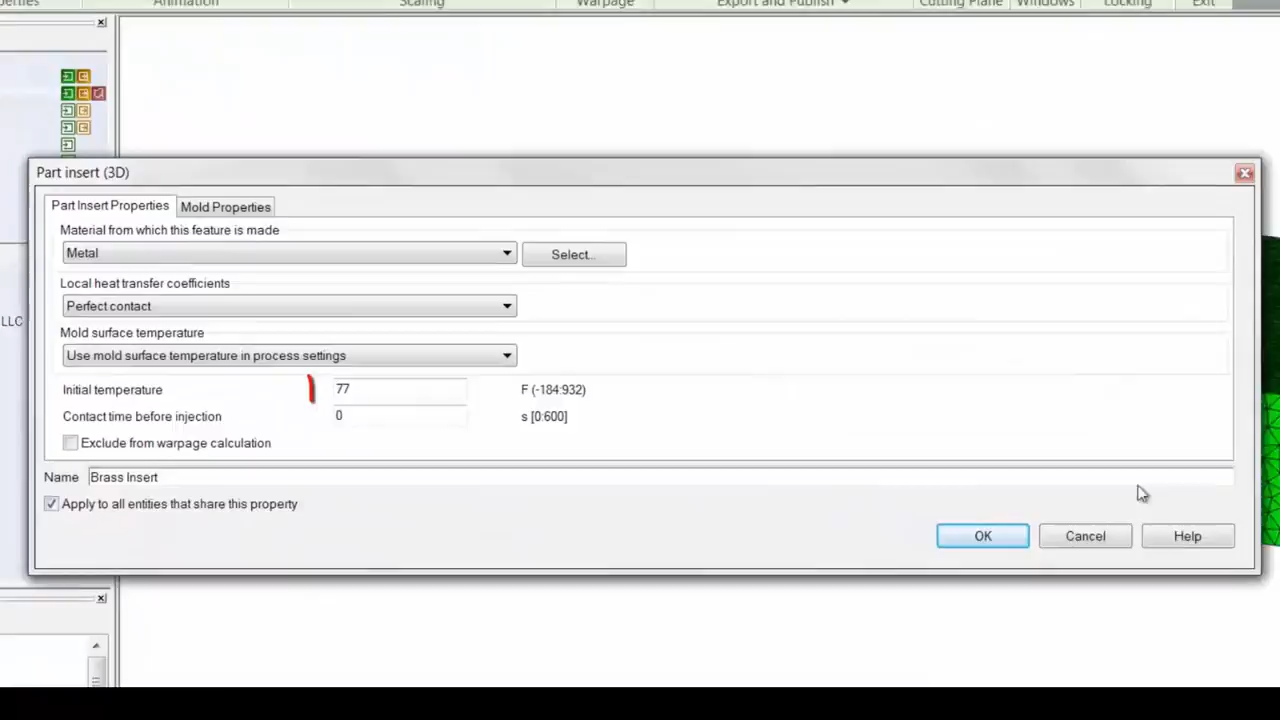 Animation
Scaling
Warpage
Export and Publish
Cutting Plane
Windows
Locking
Exit
LLC
Part insert (3D)
Part Insert Properties
Mold Properties
Material from which this feature is made
Metal
Select...
Local heat transfer coefficients
Perfect contact
Mold surface temperature
Use mold surface temperature in process settings
Initial temperature 77 F (-184:932)
Contact time before injection 0 s [0:600]
Exclude from warpage calculation
Name Brass Insert
Apply to all entities that share this property
OK
Cancel
Help